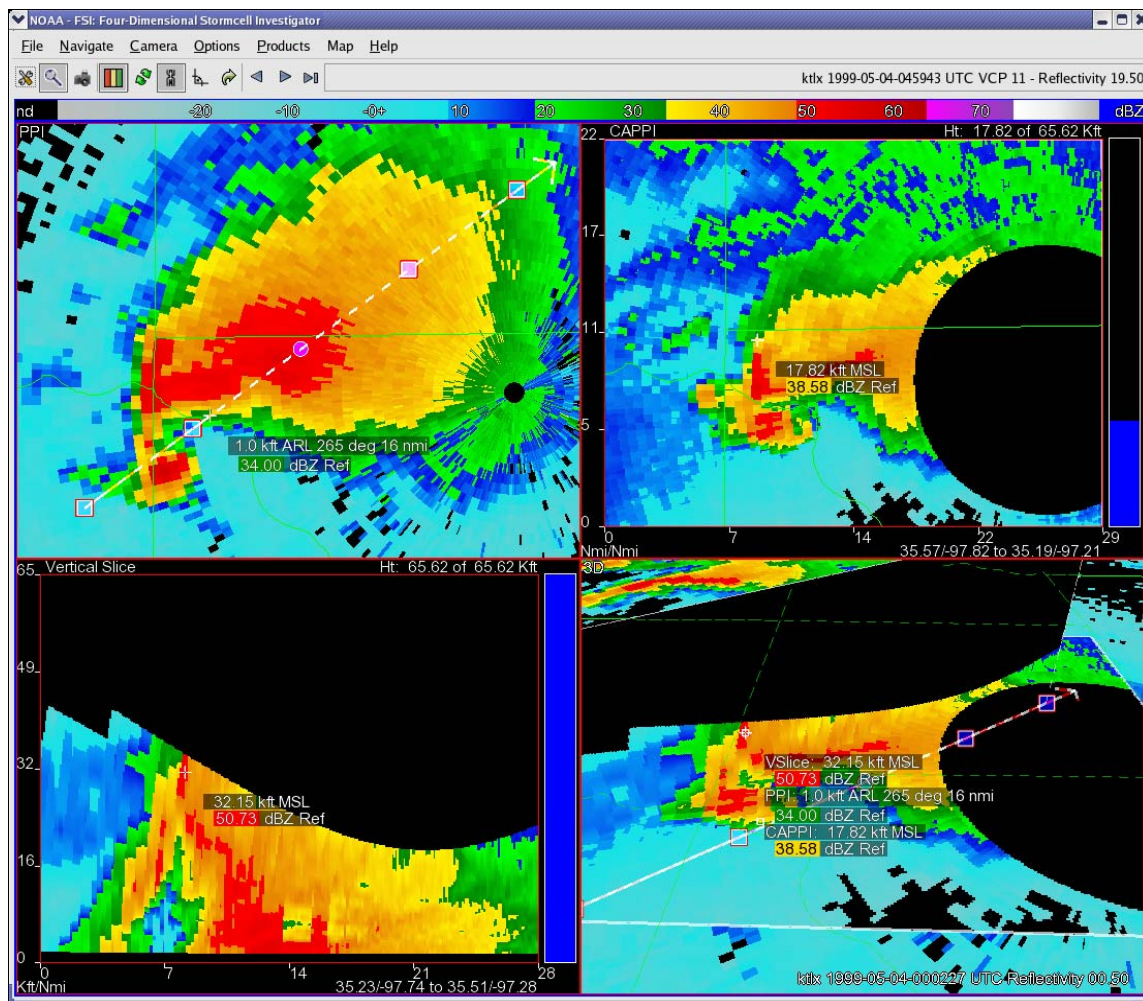 NOAA - FSI: Four-Dimensional Stormcell Investigator
File Navigate Camera Options Products Map Help
ktlx 1999-05-04-045943 UTC VCP 11 - Reflectivity 19.50
nd -20 -10 -0+ 10 20 30 40 50 60 70 dBZ
PPI
1.0 kft ARL 265 deg 16 nmi
34.00 dBZ Ref
CAPPI Ht: 17.82 of 65.62 Kft
22
17
11
5
0
17.82 kft MSL
38.58 dBZ Ref
0 7 14 22 29
Nmi/Nmi 35.57/-97.82 to 35.19/-97.21
Vertical Slice Ht: 65.62 of 65.62 Kft
65
49
32
16
0
32.15 kft MSL
50.73 dBZ Ref
0 7 14 21 28
Kft/Nmi 35.23/-97.74 to 35.51/-97.28
3D
VSlice: 32.15 kft MSL
50.73 dBZ Ref
PPI: 1.0 kft ARL 265 deg 16 nmi
34.00 dBZ Ref
CAPPI: 17.82 kft MSL
38.58 dBZ Ref
ktlx 1999-05-04-000227 UTC Reflectivity 00.50